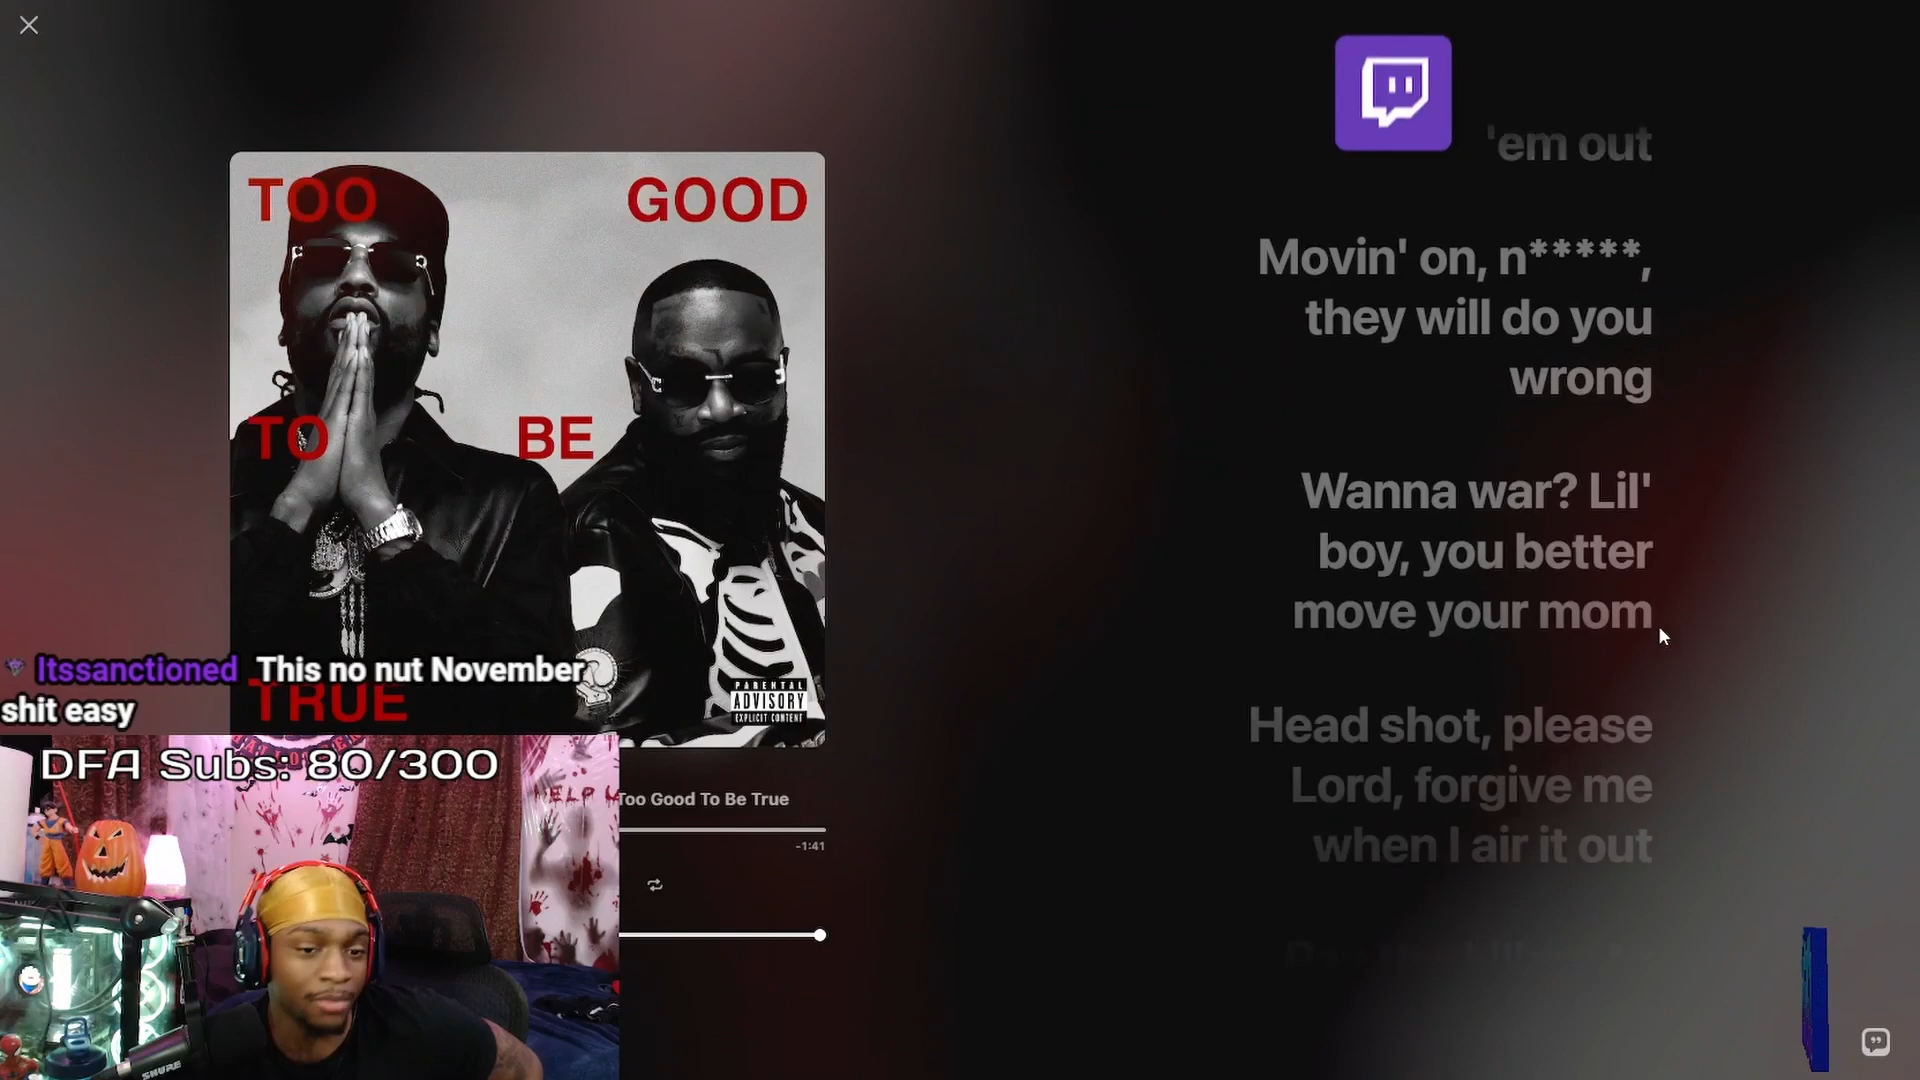 TOO GOOD
TO BE
TRUE
PARENTAL
ADVISORY
EXPLICIT CONTENT
Itssanctioned This no nut November
shit easy
DFA Subs: 80/300
HELP
Too Good To Be True
-1:41
SHURE
'em out
Movin' on, n*****,
they will do you
wrong
Wanna war? Lil'
boy, you better
move your mom
Head shot, please
Lord, forgive me
when I air it out